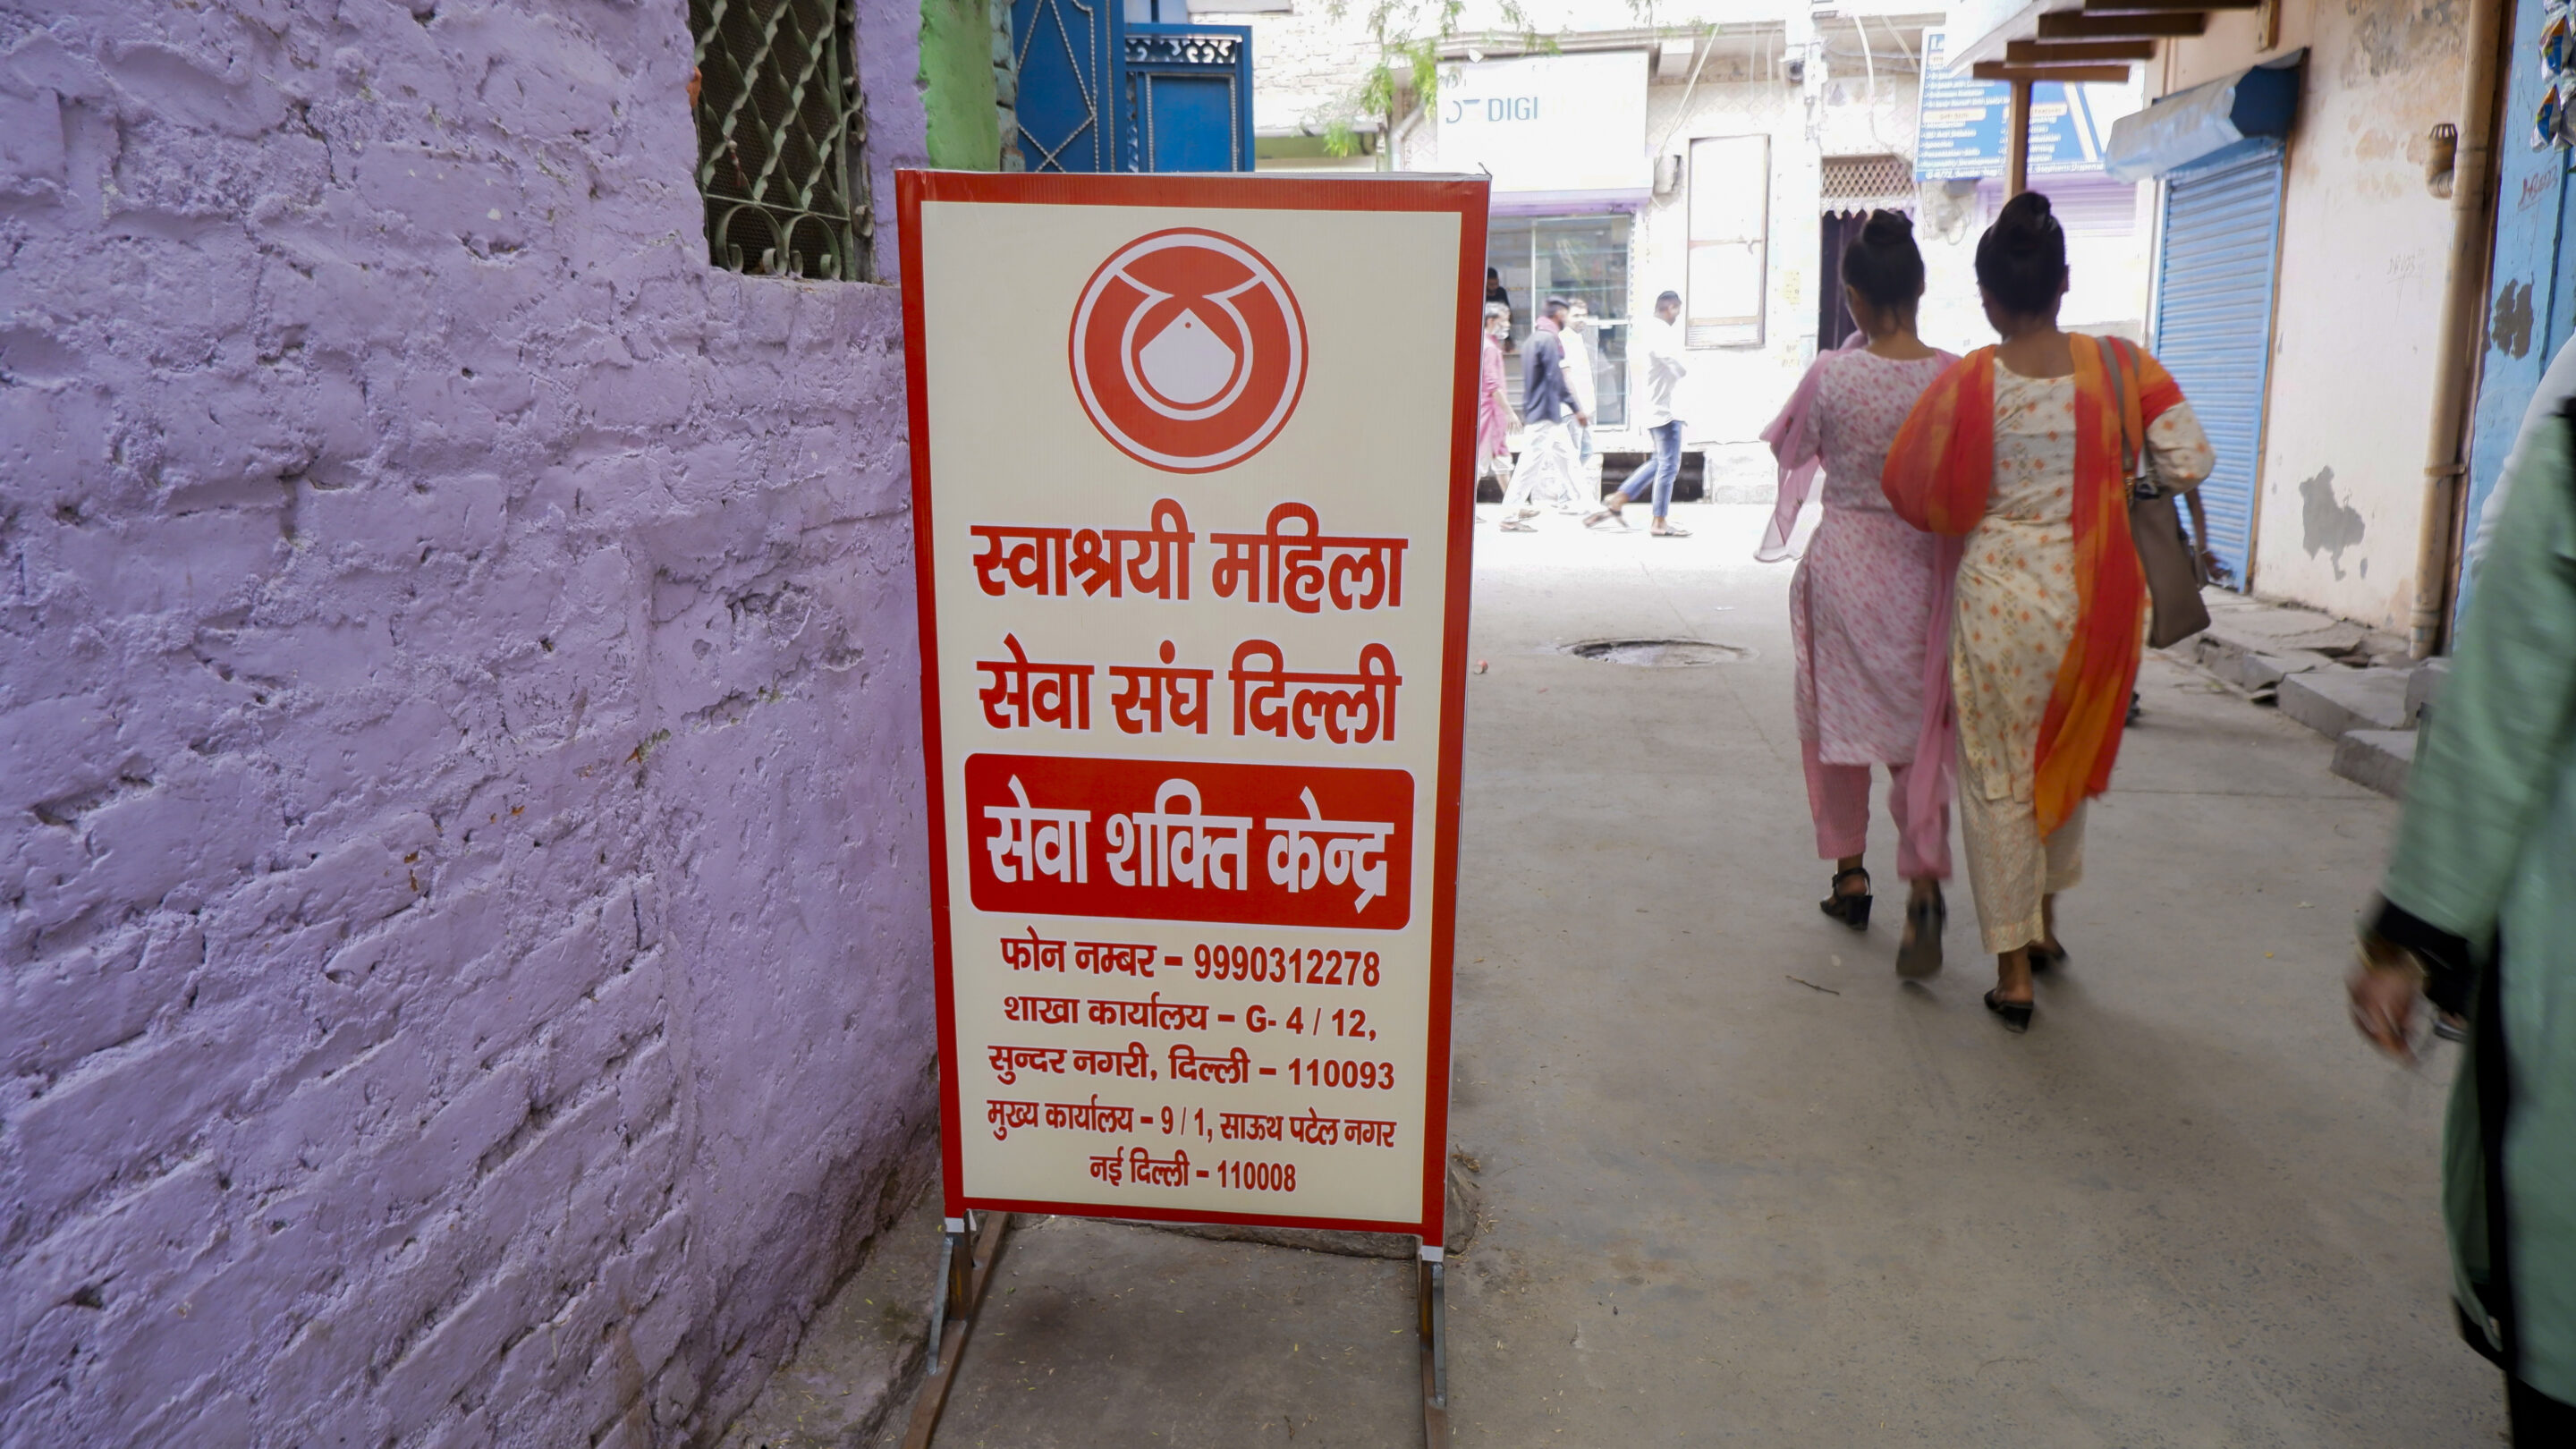 DIGI
स्वाश्रयी महिला
सेवा संघ दिल्ली
सेवा शक्ति केन्द्र
फोन नम्बर – 9990312278
शाखा कार्यालय – G- 4 / 12,
सुन्दर नगरी, दिल्ली – 110093
मुख्य कार्यालय – 9 / 1, साऊथ पटेल नगर
नई दिल्ली – 110008